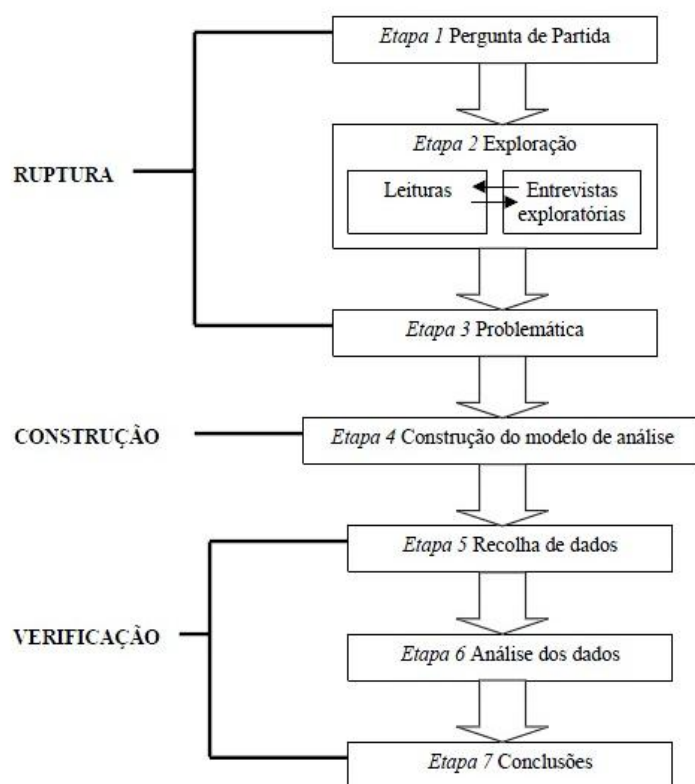 Etapa 1 Pergunta de Partida
Etapa 2 Exploração
RUPTURA
Leituras
Entrevistas
exploratórias
Etapa 3 Problemática
CONSTRUÇÃO
Etapa 4 Construção do modelo de análise
Etapa 5 Recolha de dados
VERIFICAÇÃO
Etapa 6 Análise dos dados
Etapa 7 Conclusões